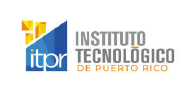 itpr
INSTITUTO
TECNOLÓGICO
DE PUERTO RICO